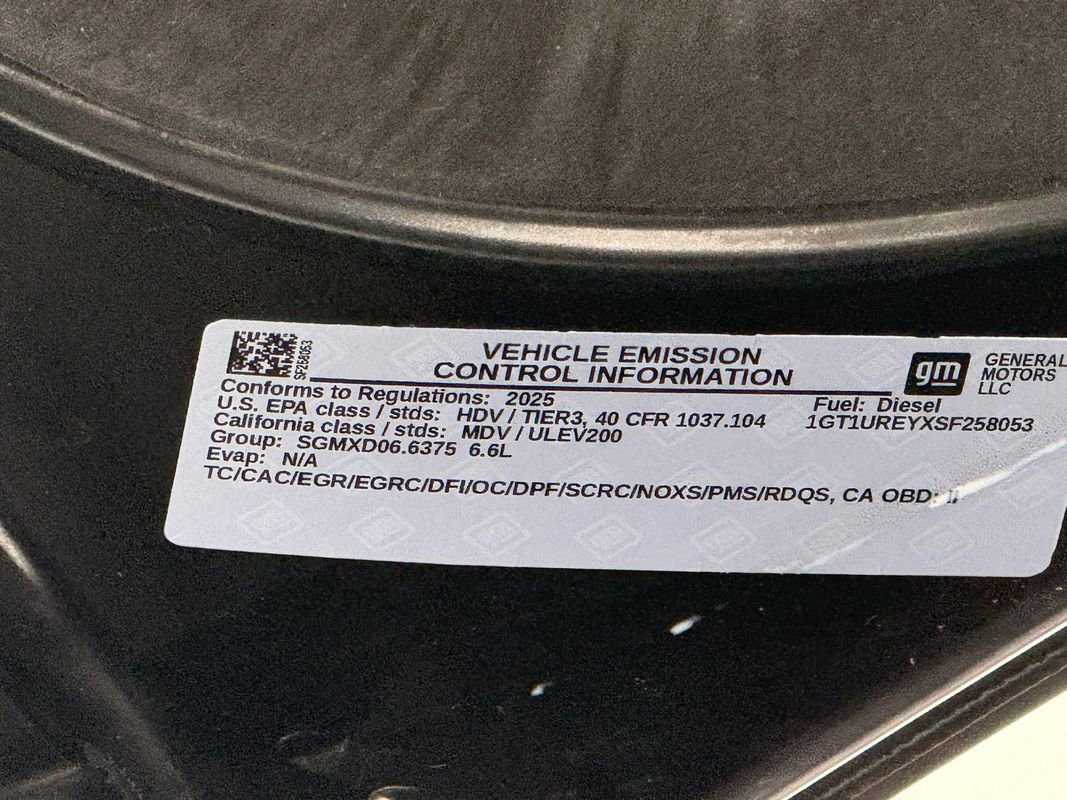 SF258053
VEHICLE EMISSION
CONTROL INFORMATION
gm
GENERAL
MOTORS
LLC
Conforms to Regulations: 2025
Fuel: Diesel
U.S. EPA class / stds: HDV / TIER3, 40 CFR 1037.104
1GT1UREYXSF258053
California class / stds: MDV / ULEV200
Group: SGMXD06.6375 6.6L
Evap: N/A
TC/CAC/EGR/EGRC/DFI/OC/DPF/SCRC/NOXS/PMS/RDQS, CA OBD: II